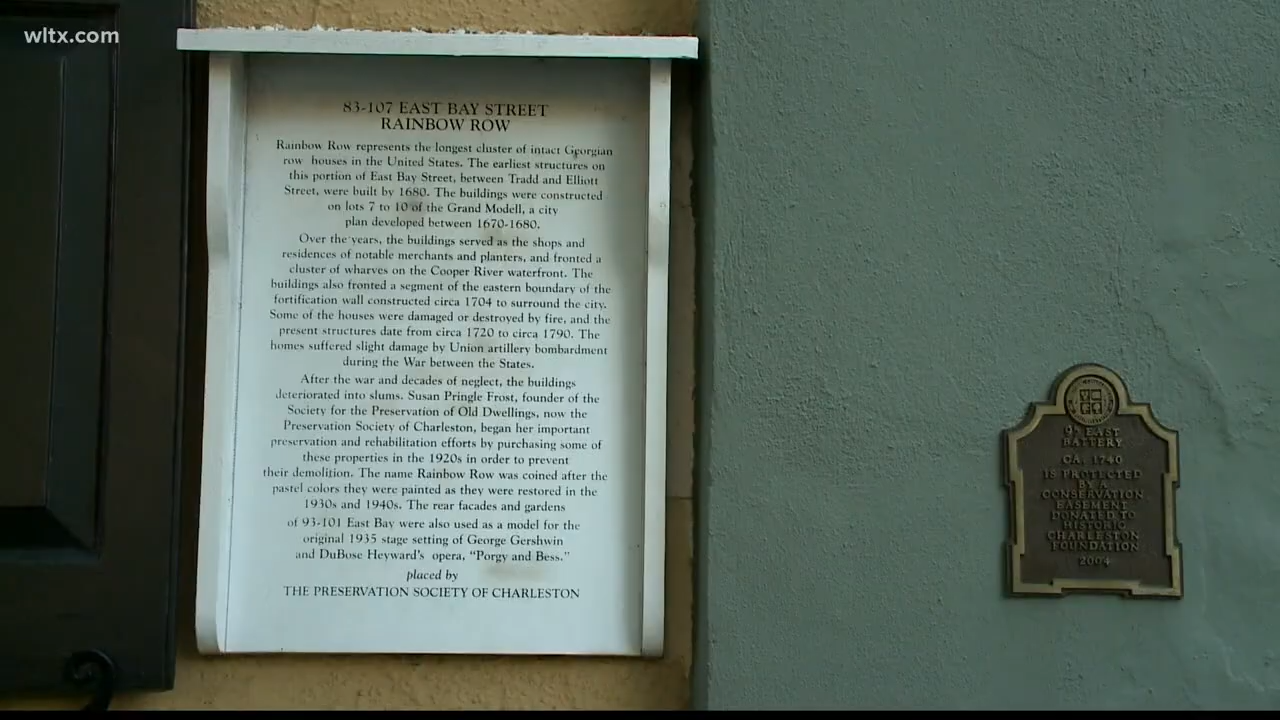 wltx.com
83-107 EAST BAY STREET
RAINBOW ROW
Rainbow Row represents the longest cluster of intact Georgian
row houses in the United States. The earliest structures on
this portion of East Bay Street, between Tradd and Elliott
Street, were built by 1680. The buildings were constructed
on lots 7 to 10 of the Grand Modell, a city
plan developed between 1670-1680.
Over the years, the buildings served as the shops and
residences of notable merchants and planters, and fronted a
cluster of wharves on the Cooper River waterfront. The
buildings also fronted a segment of the eastern boundary of the
fortification wall constructed circa 1704 to surround the city.
Some of the houses were damaged or destroyed by fire, and the
present structures date from circa 1720 to circa 1790. The
homes suffered slight damage by Union artillery bombardment
during the War between the States.
After the war and decades of neglect, the buildings
deteriorated into slums. Susan Pringle Frost, founder of the
Society for the Preservation of Old Dwellings, now the
Preservation Society of Charleston, began her important
preservation and rehabilitation efforts by purchasing some of
these properties in the 1920s in order to prevent
their demolition. The name Rainbow Row was coined after the
pastel colors they were painted as they were restored in the
1930s and 1940s. The rear facades and gardens
of 93-101 East Bay were also used as a model for the
original 1935 stage setting of George Gershwin
and DuBose Heyward's opera, "Porgy and Bess."
placed by
THE PRESERVATION SOCIETY OF CHARLESTON
EAST
BATTERY
CA. 1740
IS PROTECTED
BY A
CONSERVATION
EASEMENT
DONATED TO
HISTORIC
CHARLESTON
FOUNDATION
2004